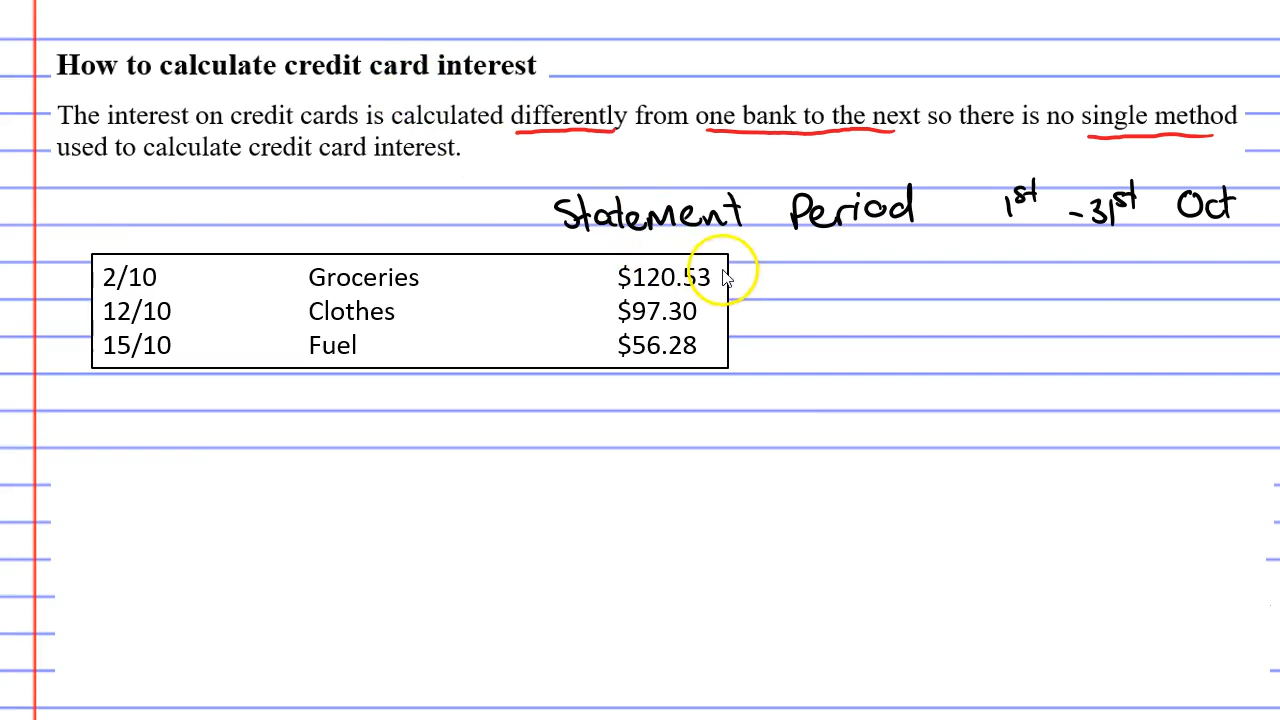 How to calculate credit card interest
The interest on credit cards is calculated differently from one bank to the next so there is no single method
used to calculate credit card interest.
Statement Period 1st - 31st Oct
2/10 Groceries $120.53
12/10 Clothes $97.30
15/10 Fuel $56.28